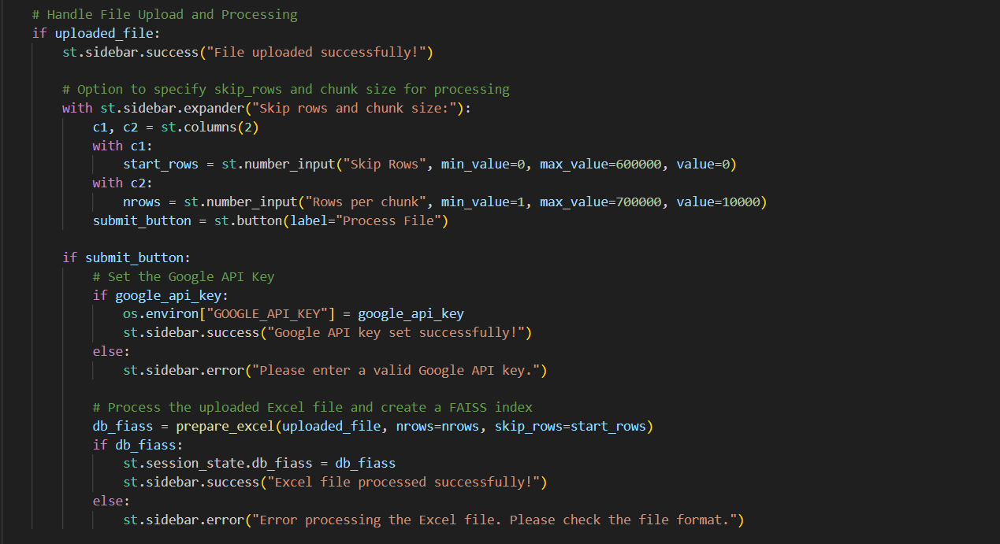 # Handle File Upload and Processing
if uploaded_file:
    st.sidebar.success("File uploaded successfully!")

    # Option to specify skip_rows and chunk size for processing
    with st.sidebar.expander("Skip rows and chunk size:"):
        c1, c2 = st.columns(2)
        with c1:
            start_rows = st.number_input("Skip Rows", min_value=0, max_value=600000, value=0)
        with c2:
            nrows = st.number_input("Rows per chunk", min_value=1, max_value=700000, value=10000)
        submit_button = st.button(label="Process File")

    if submit_button:
        # Set the Google API Key
        if google_api_key:
            os.environ["GOOGLE_API_KEY"] = google_api_key
            st.sidebar.success("Google API key set successfully!")
        else:
            st.sidebar.error("Please enter a valid Google API key.")

        # Process the uploaded Excel file and create a FAISS index
        db_fiass = prepare_excel(uploaded_file, nrows=nrows, skip_rows=start_rows)
        if db_fiass:
            st.session_state.db_fiass = db_fiass
            st.sidebar.success("Excel file processed successfully!")
        else:
            st.sidebar.error("Error processing the Excel file. Please check the file format.")